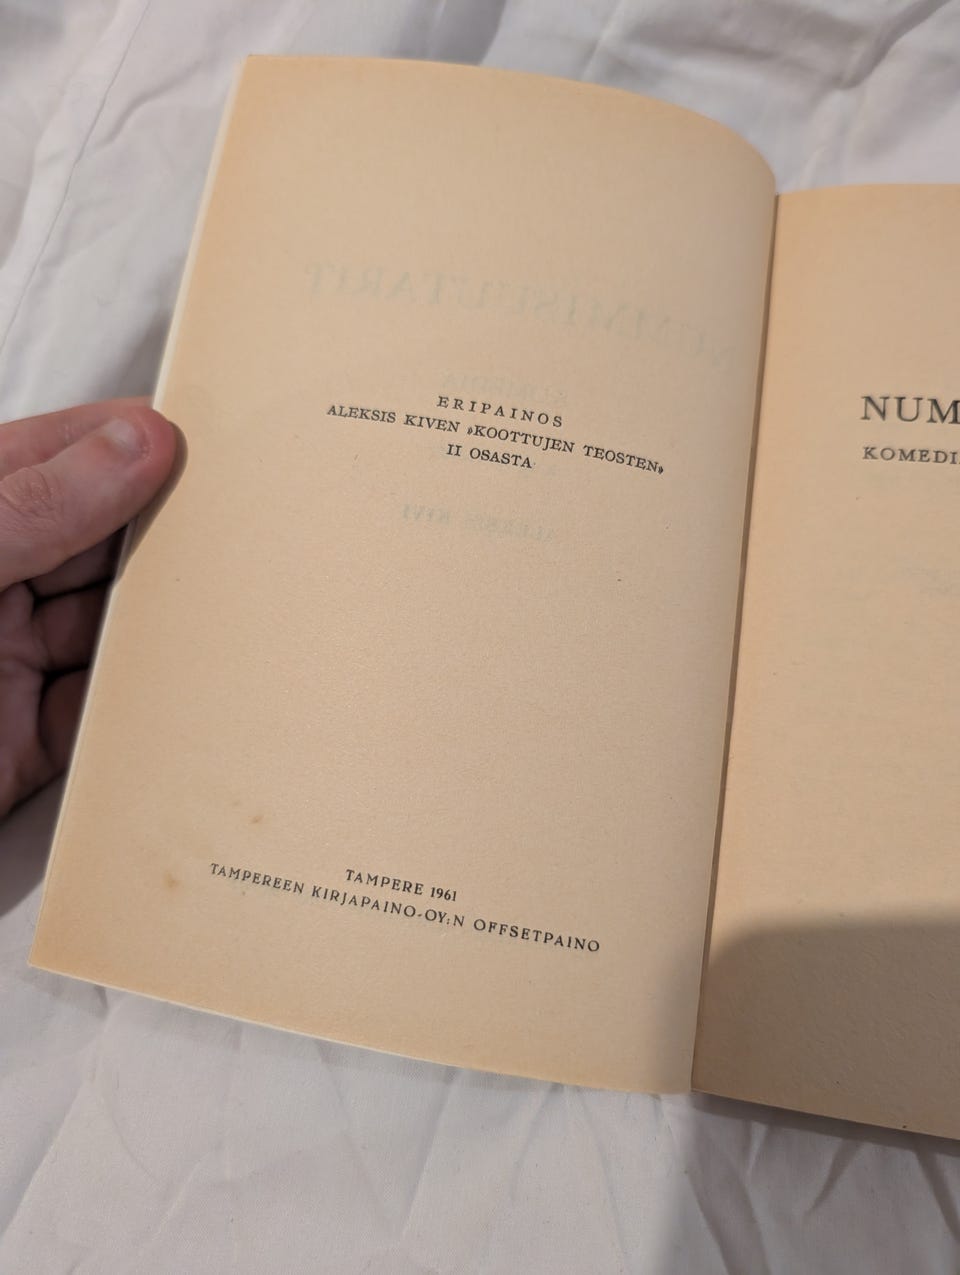 ERIPAINOS
ALEKSIS KIVEN »KOOTTUJEN TEOSTEN»
II OSASTA
TAMPERE 1961
TAMPEREEN KIRJAPAINO-OY:N OFFSETPAINO
NUM
KOMEDI